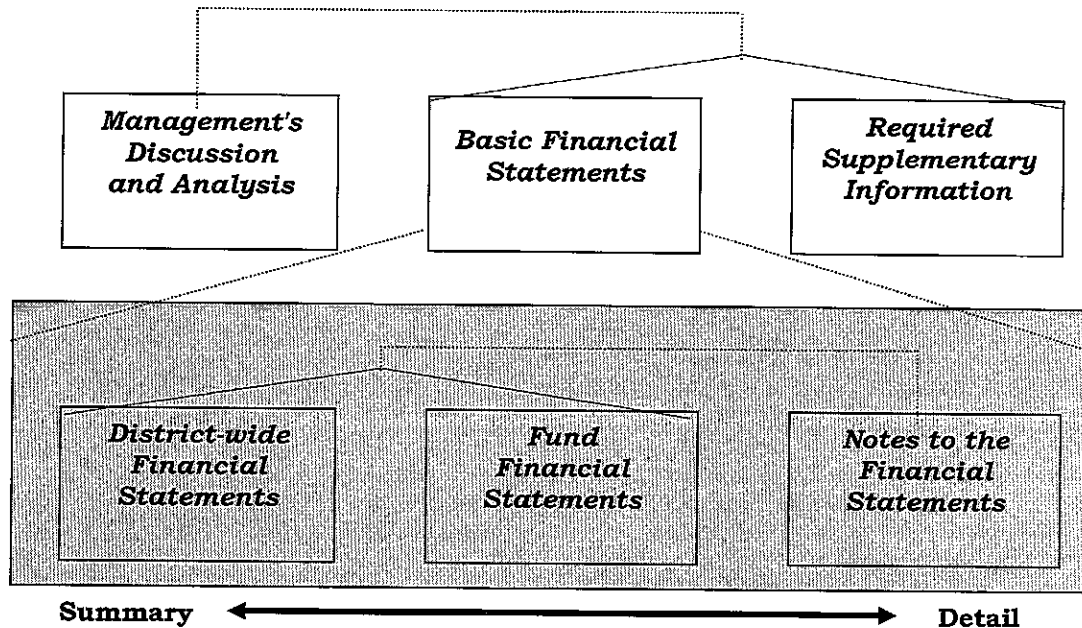 Management's
Discussion
and Analysis
Basic Financial
Statements
Required
Supplementary
Information
District-wide
Financial
Statements
Fund
Financial
Statements
Notes to the
Financial
Statements
Summary
Detail